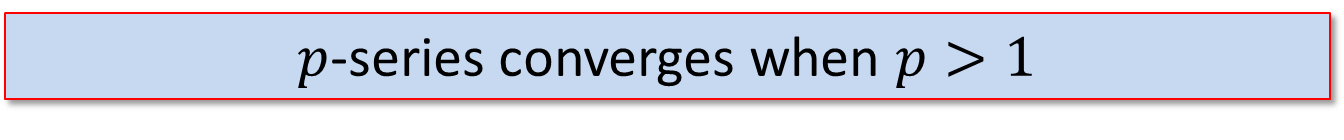 p-series converges when p > 1